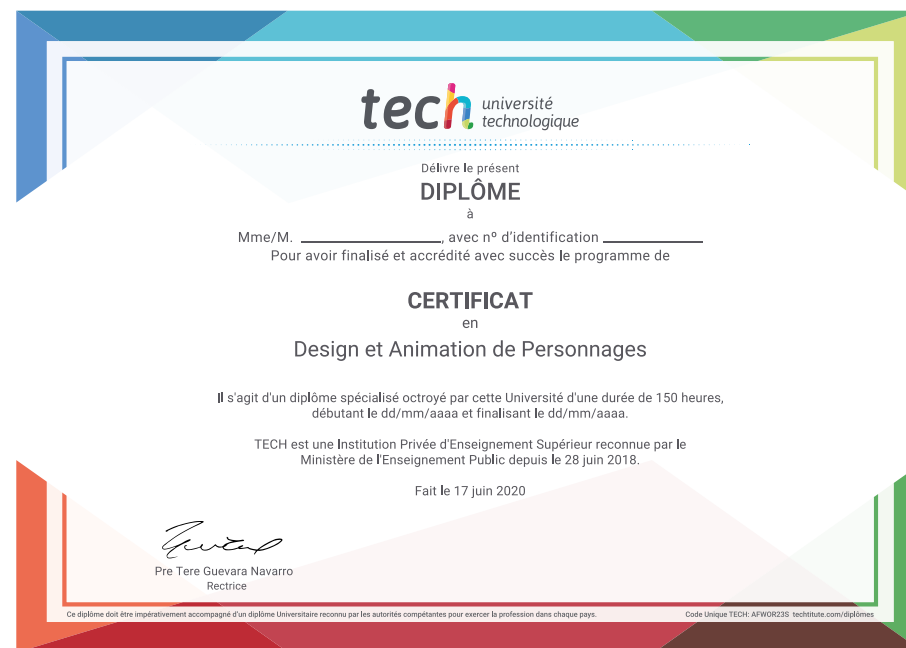 tech université
technologique
Délivre le présent
DIPLÔME
à
Mme/M. ____________________, avec nº d'identification ______________
Pour avoir finalisé et accrédité avec succès le programme de
CERTIFICAT
en
Design et Animation de Personnages
Il s'agit d'un diplôme spécialisé octroyé par cette Université d'une durée de 150 heures,
débutant le dd/mm/aaaa et finalisant le dd/mm/aaaa.
TECH est une Institution Privée d'Enseignement Supérieur reconnue par le
Ministère de l'Enseignement Public depuis le 28 juin 2018.
Fait le 17 juin 2020
Pre Tere Guevara Navarro
Rectrice
Ce diplôme doit être impérativement accompagné d'un diplôme Universitaire reconnu par les autorités compétantes pour exercer la profession dans chaque pays.
Code Unique TECH: AFWOR23S techtitute.com/diplômes